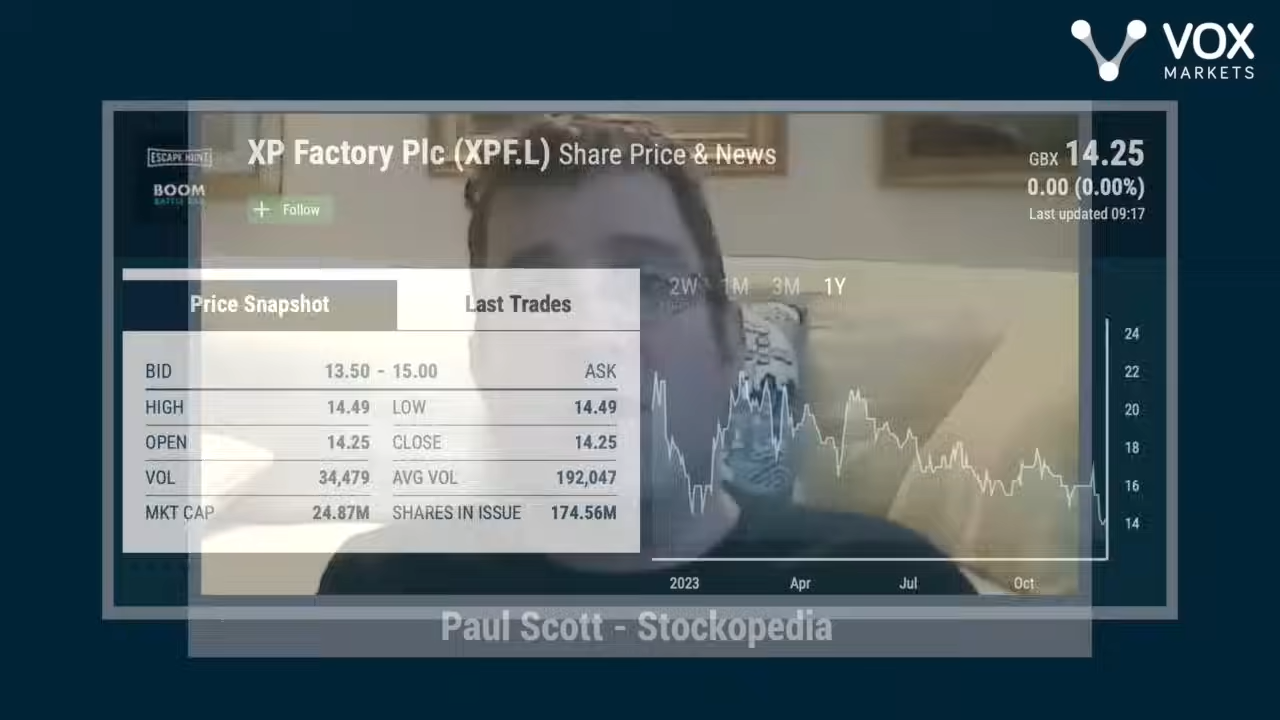 VOX
MARKETS
ESCAPE HUNT
BOOM
BATTLE BAR
XP Factory Plc (XPF.L) Share Price & News
+ Follow
GBX 14.25
0.00 (0.00%)
Last updated 09:17
Price Snapshot
Last Trades
2W 1M 3M 1Y
BID 13.50 - 15.00 ASK
HIGH 14.49 LOW 14.49
OPEN 14.25 CLOSE 14.25
VOL 34,479 AVG VOL 192,047
MKT CAP 24.87M SHARES IN ISSUE 174.56M
24
22
20
18
16
14
2023 Apr Jul Oct
Paul Scott - Stockopedia